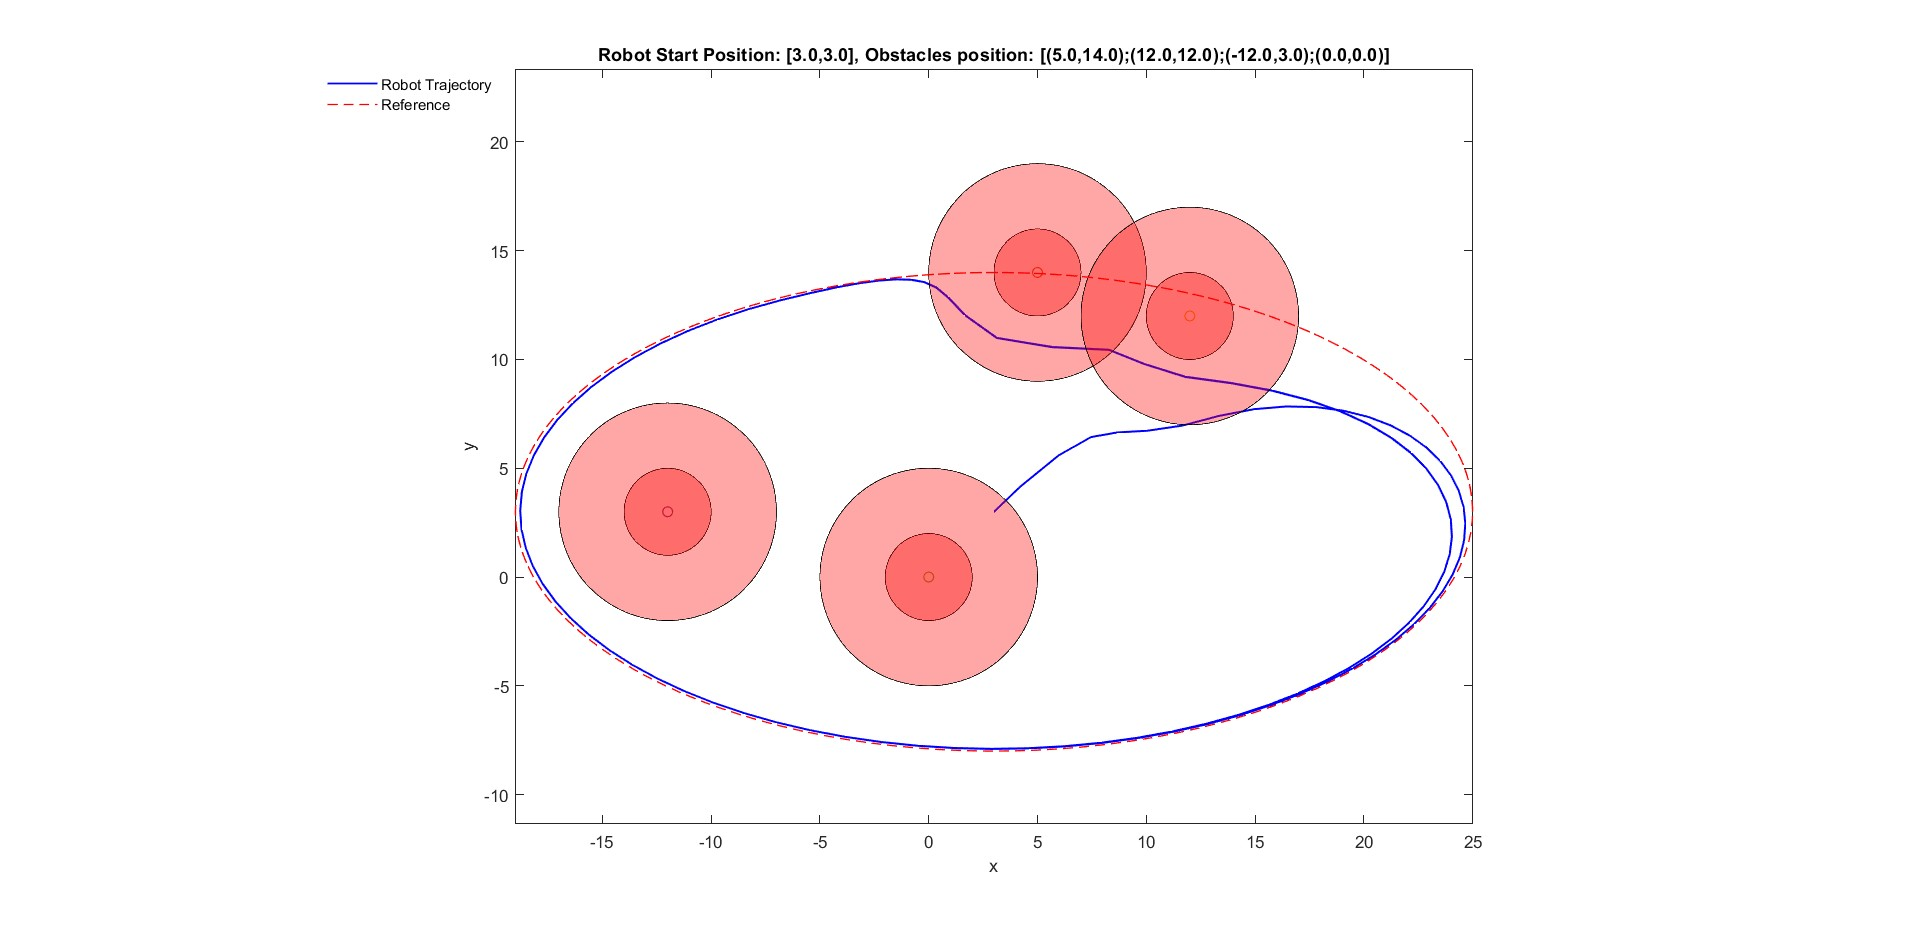 Robot Start Position: [3.0,3.0], Obstacles position: [(5.0,14.0);(12.0,12.0);(-12.0,3.0);(0.0,0.0)]
Robot Trajectory
Reference
20
15
10
5
0
-5
-10
y
-15 -10 -5 0 5 10 15 20 25
x